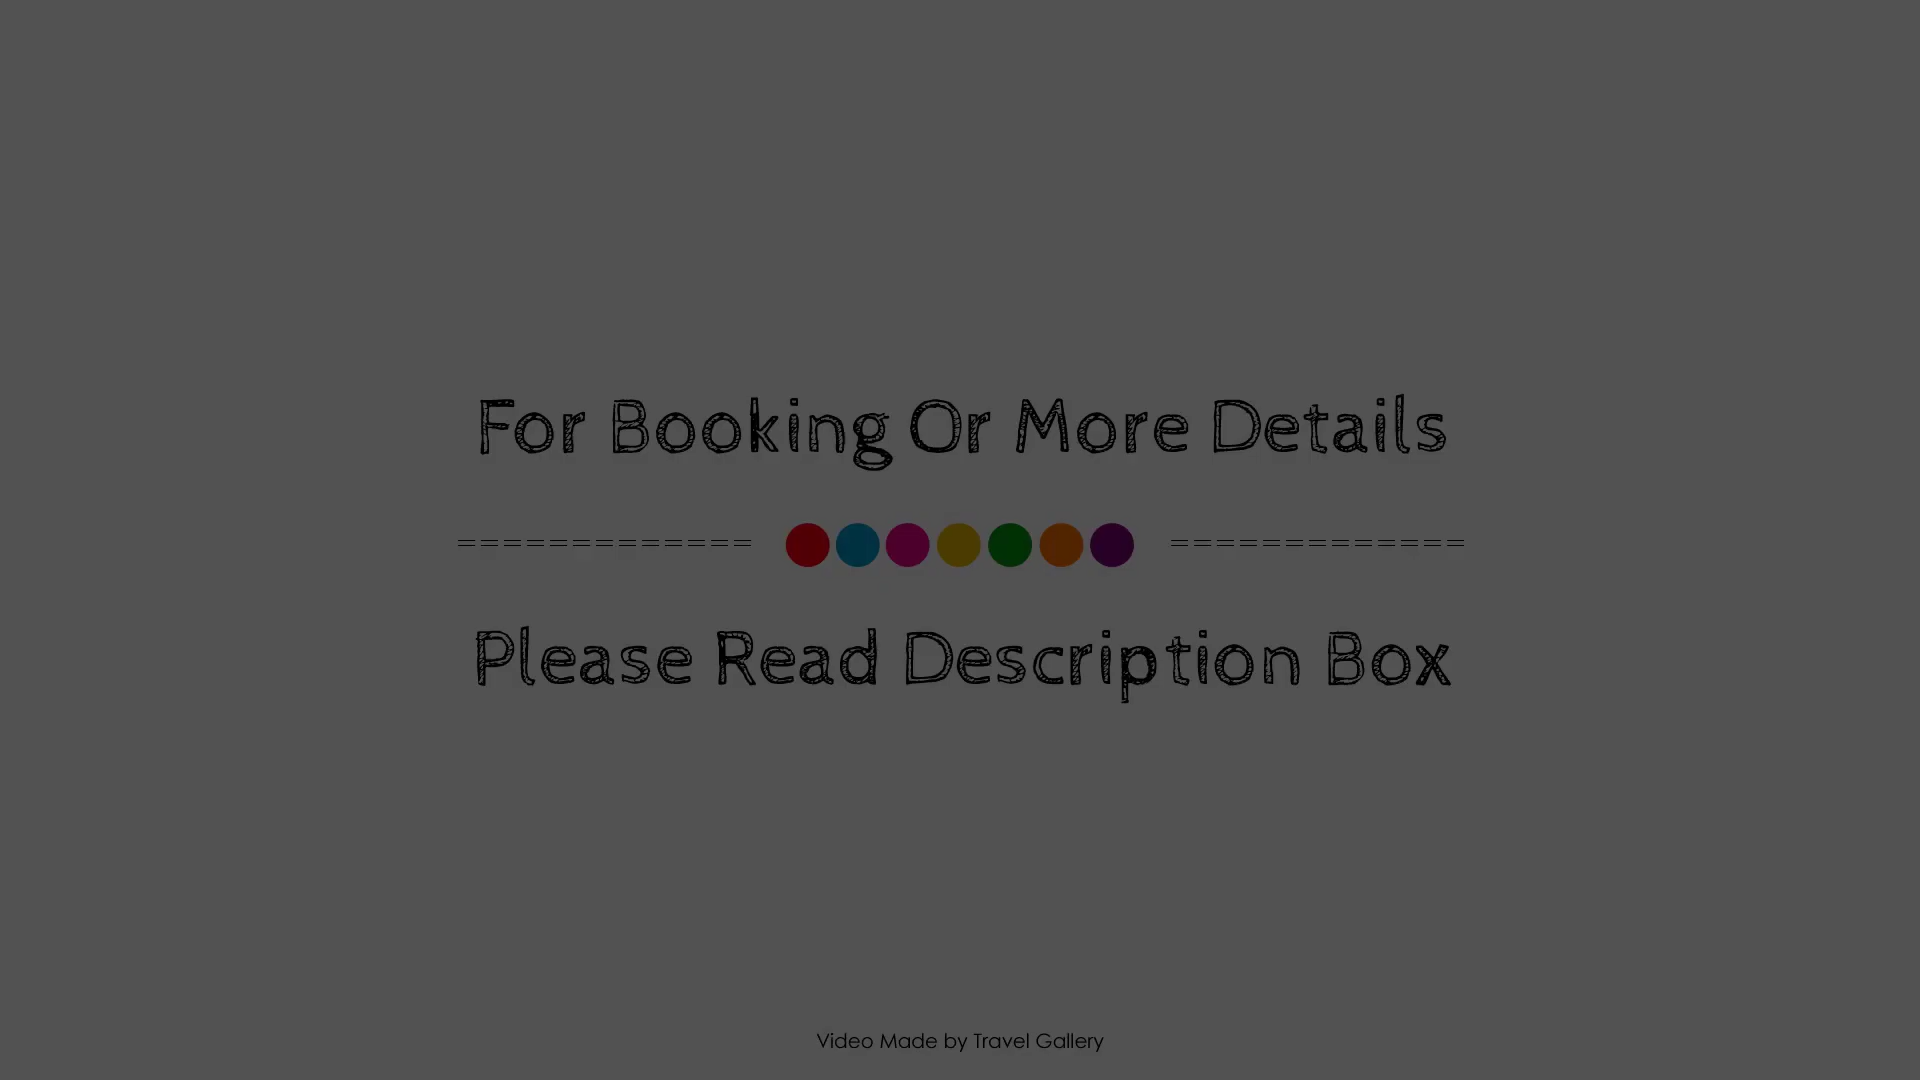 For Booking Or More Details
============= =============
Please Read Description Box
Video Made by Travel Gallery